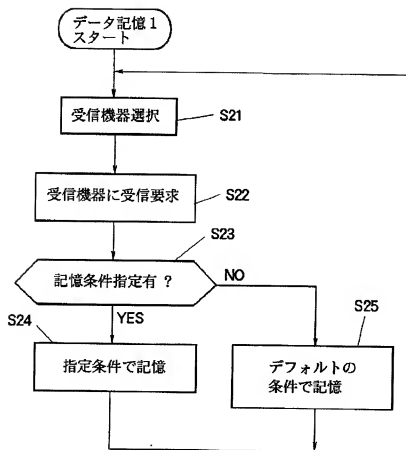 データ記憶1
スタート
受信機器選択
S21
受信機器に受信要求
S22
S23
記憶条件指定有？
NO
YES
S24
S25
指定条件で記憶
デフォルトの
条件で記憶